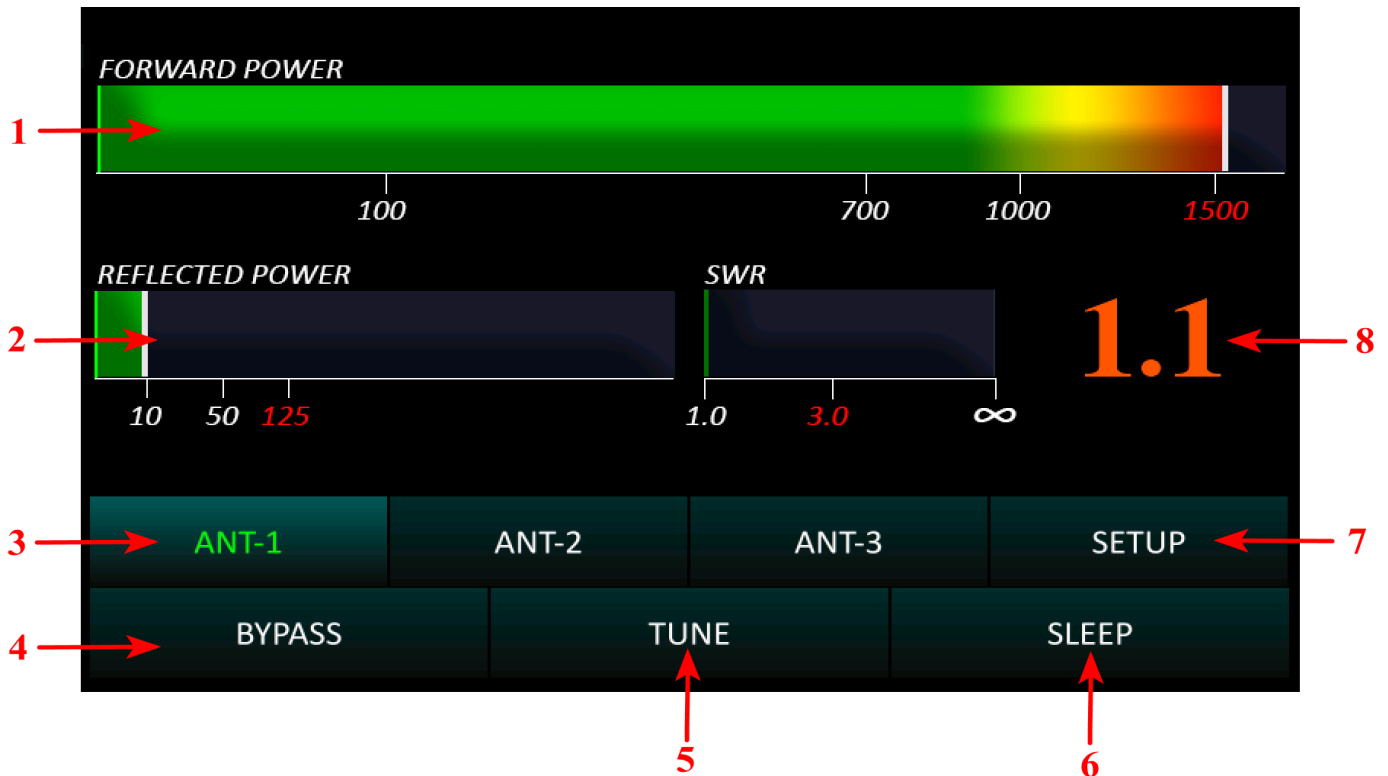 FORWARD POWER
1
100 700 1000 1500
REFLECTED POWER SWR
1.1
2 8
10 50 125 1.0 3.0 ∞
3 ANT-1 ANT-2 ANT-3 SETUP 7
4 BYPASS TUNE SLEEP
5 6